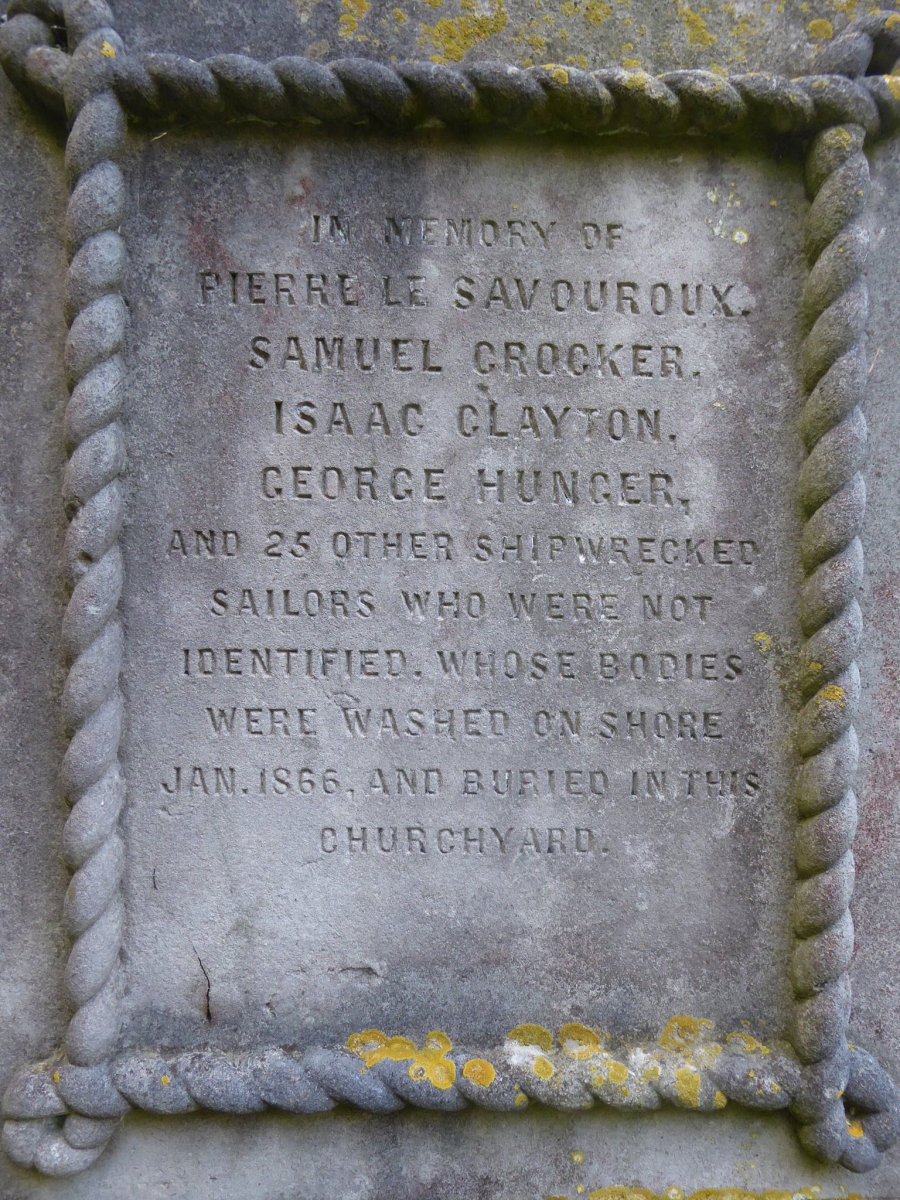 IN MEMORY OF
PIERRE LE SAVOUROUX.
SAMUEL CROCKER.
ISAAC CLAYTON.
GEORGE HUNGER,
AND 25 OTHER SHIPWRECKED
SAILORS WHO WERE NOT
IDENTIFIED. WHOSE BODIES
WERE WASHED ON SHORE
JAN. 1866, AND BURIED IN THIS
CHURCHYARD.